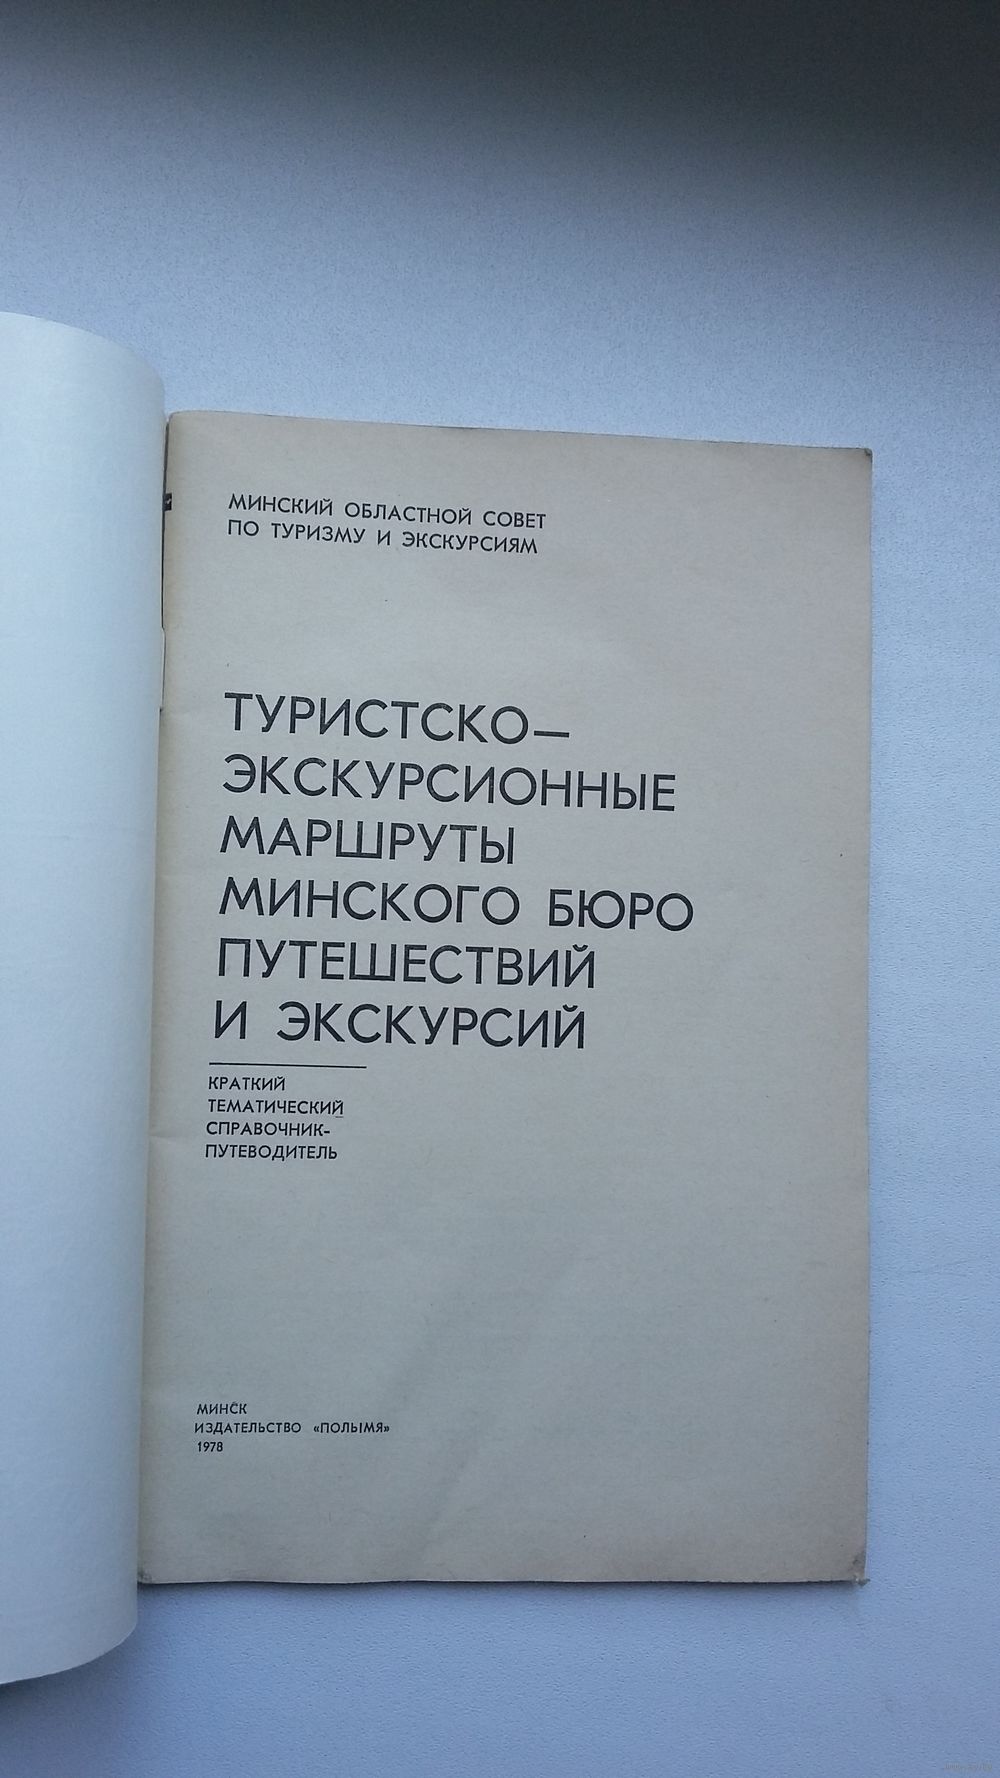 МИНСКИЙ ОБЛАСТНОЙ СОВЕТ
ПО ТУРИЗМУ И ЭКСКУРСИЯМ
ТУРИСТСКО—
ЭКСКУРСИОННЫЕ
МАРШРУТЫ
МИНСКОГО БЮРО
ПУТЕШЕСТВИЙ
И ЭКСКУРСИЙ
КРАТКИЙ
ТЕМАТИЧЕСКИЙ
СПРАВОЧНИК-
ПУТЕВОДИТЕЛЬ
МИНСК
ИЗДАТЕЛЬСТВО «ПОЛЫМЯ»
1978